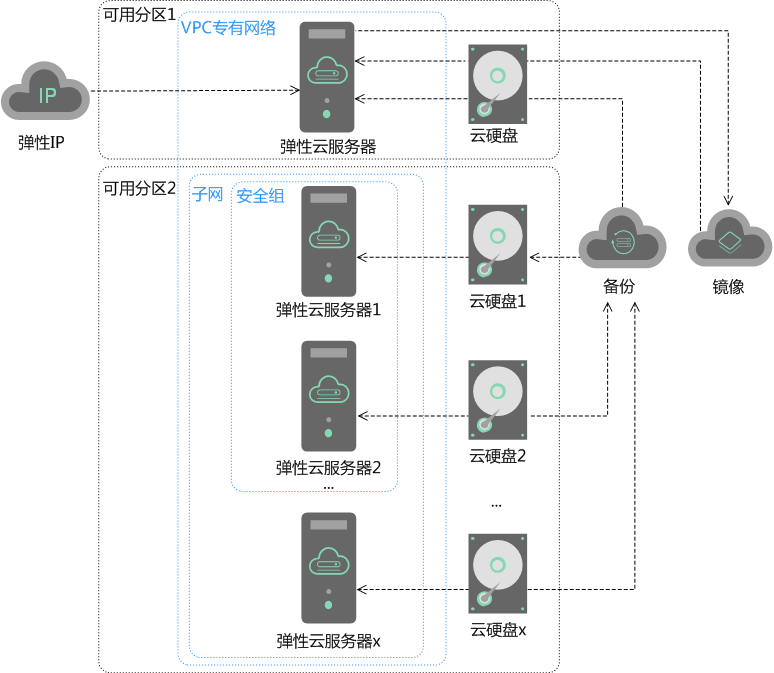 可用分区1
VPC专有网络
IP
弹性IP
弹性云服务器
云硬盘
可用分区2
子网
安全组
弹性云服务器1
云硬盘1
备份
镜像
弹性云服务器2
...
云硬盘2
...
弹性云服务器x
云硬盘x